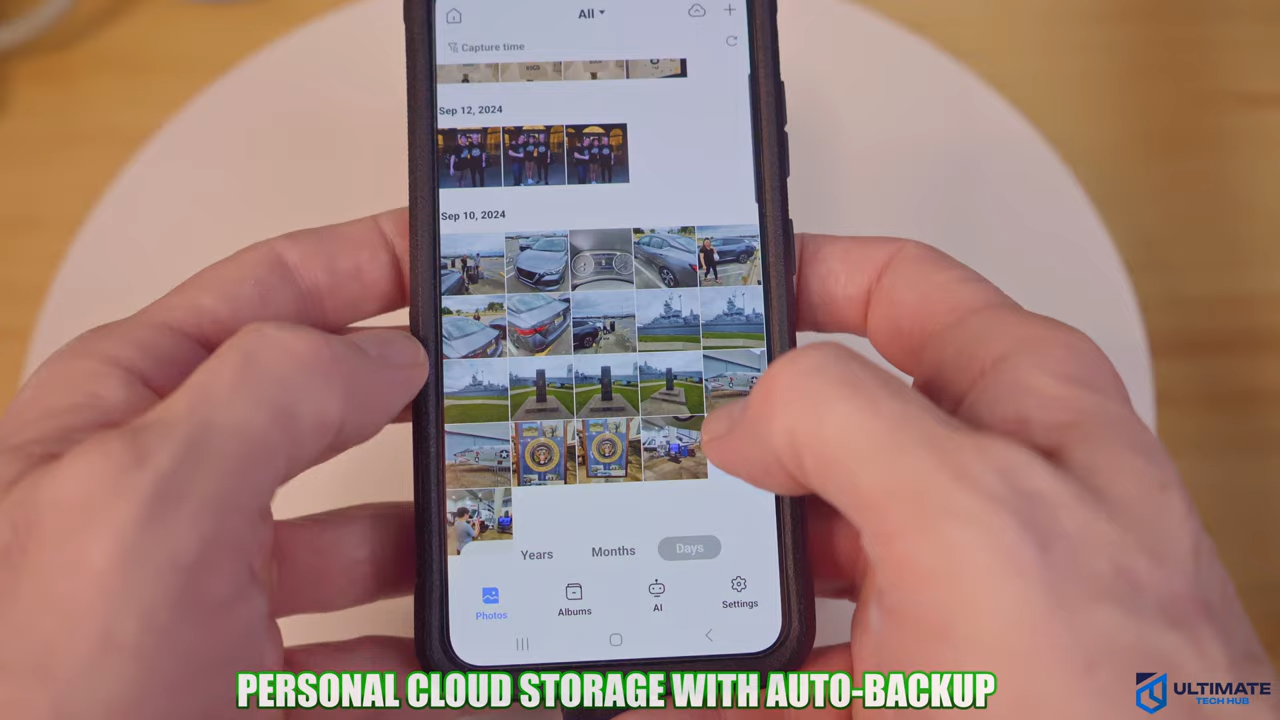 All
Capture time
Sep 12, 2024
Sep 10, 2024
Years Months Days
Photos Albums AI Settings
PERSONAL CLOUD STORAGE WITH AUTO-BACKUP
ULTIMATE
TECH HUB